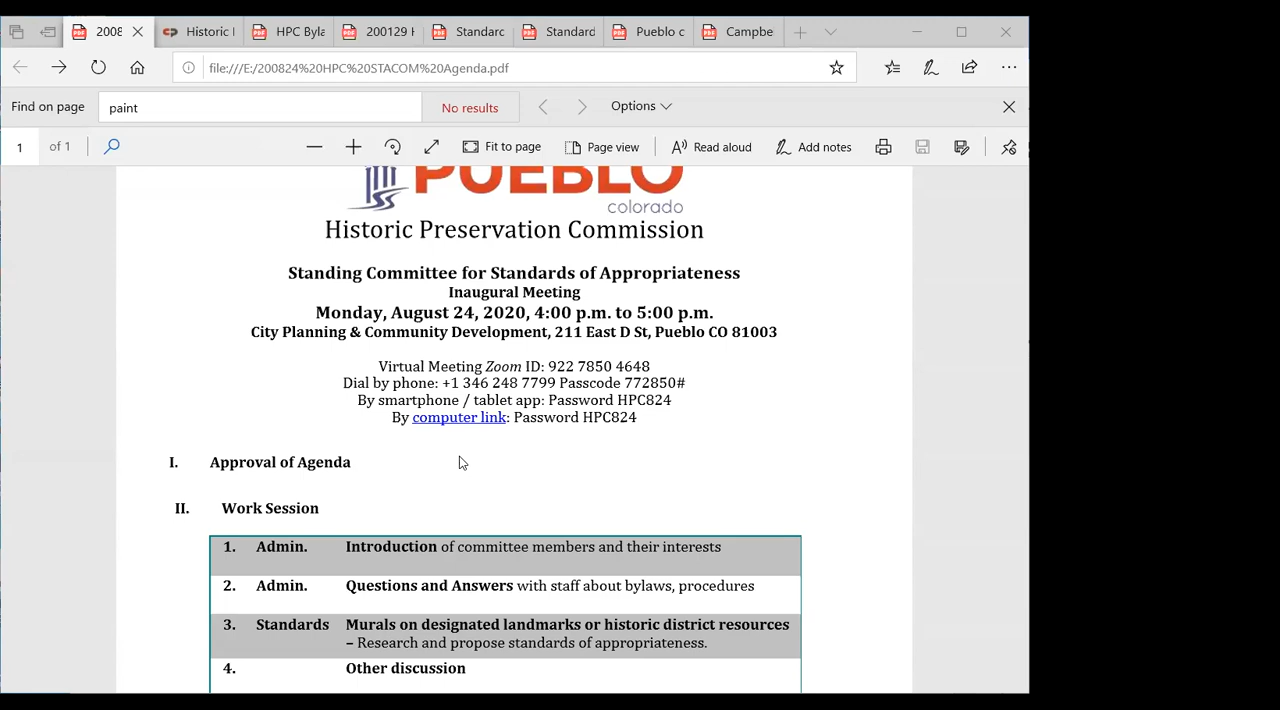 2008
Historic I
HPC Byla
200129 H
Standarc
Standard
Pueblo c
Campbe
file:///E:/200824%20HPC%20STACOM%20Agenda.pdf
Find on page
paint
No results
Options
1 of 1
Fit to page
Page view
Read aloud
Add notes
PUEBLO
colorado
Historic Preservation Commission
Standing Committee for Standards of Appropriateness
Inaugural Meeting
Monday, August 24, 2020, 4:00 p.m. to 5:00 p.m.
City Planning & Community Development, 211 East D St, Pueblo CO 81003
Virtual Meeting Zoom ID: 922 7850 4648
Dial by phone: +1 346 248 7799 Passcode 772850#
By smartphone / tablet app: Password HPC824
By computer link: Password HPC824
I. Approval of Agenda
II. Work Session
1. Admin. Introduction of committee members and their interests
2. Admin. Questions and Answers with staff about bylaws, procedures
3. Standards Murals on designated landmarks or historic district resources
– Research and propose standards of appropriateness.
4. Other discussion